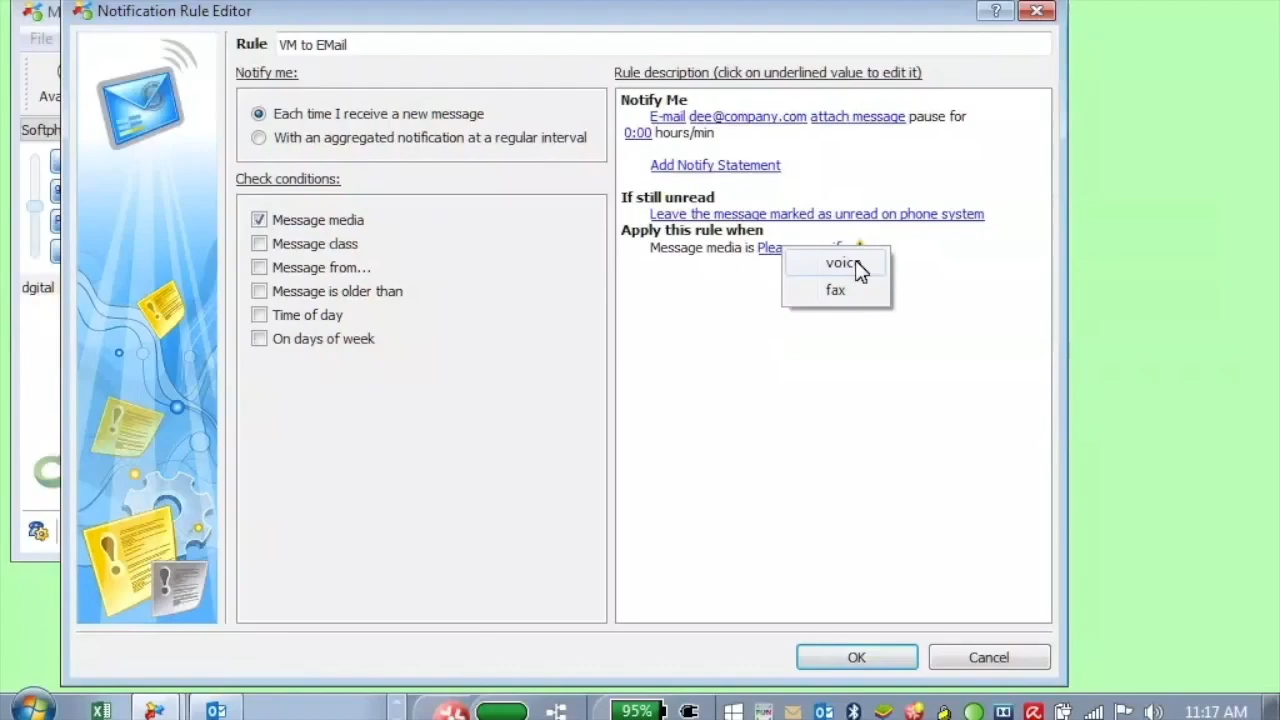 M
Notification Rule Editor
?
File
Rule
VM to EMail
Notify me:
Rule description (click on underlined value to edit it)
Ava
Each time I receive a new message
With an aggregated notification at a regular interval
Notify Me
E-mail dee@company.com attach message pause for
0:00 hours/min
Softph
Add Notify Statement
Check conditions:
If still unread
Leave the message marked as unread on phone system
Apply this rule when
Message media is Plea
voic
fax
Message media
Message class
Message from...
Message is older than
Time of day
On days of week
dgital
OK
Cancel
95%
11:17 AM